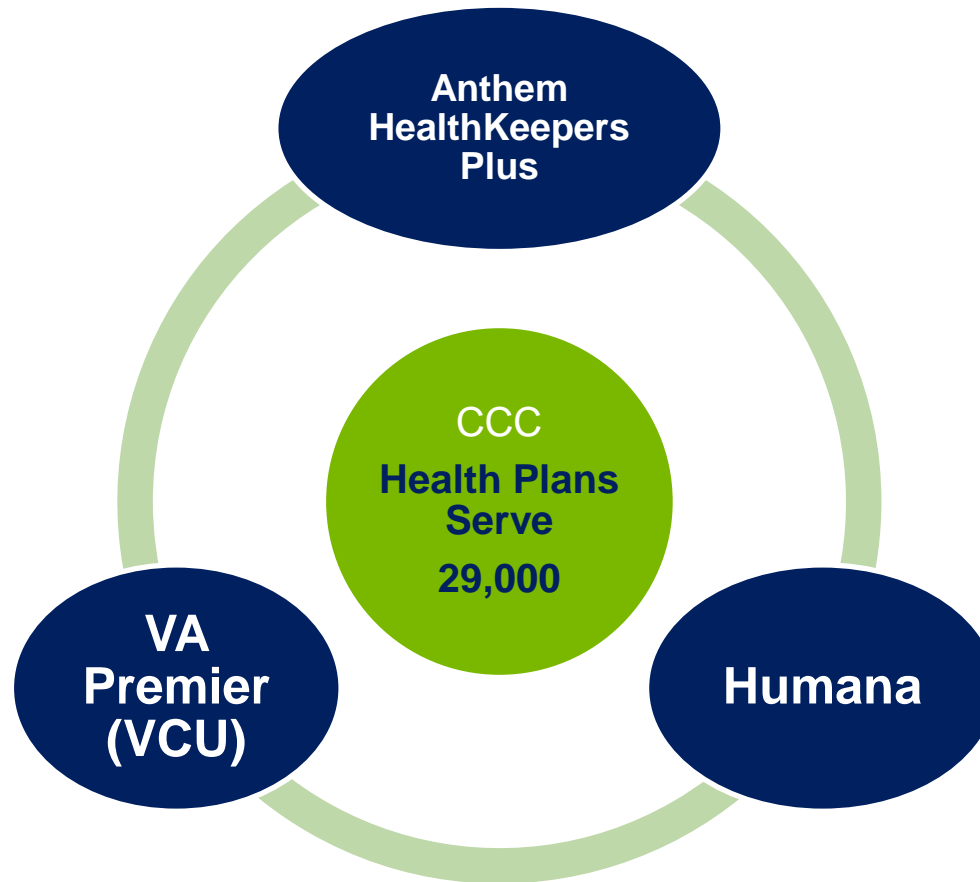 Anthem
HealthKeepers
Plus
CCC
Health Plans
Serve
29,000
VA
Premier
(VCU)
Humana